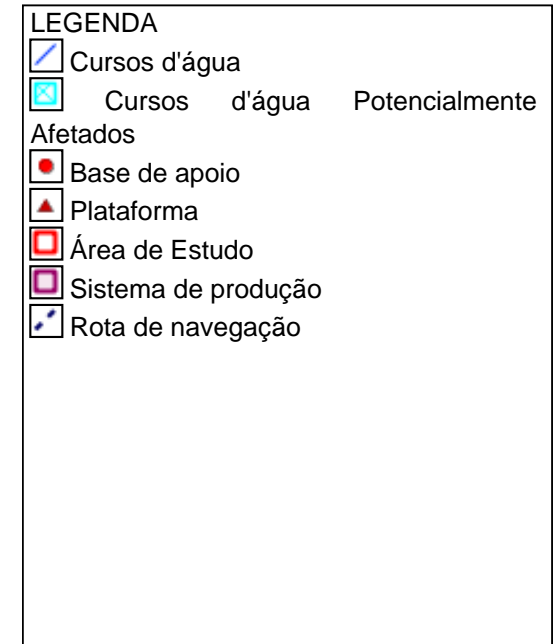 LEGENDA
Cursos d'água
Cursos d'água Potencialmente
Afetados
Base de apoio
Plataforma
Área de Estudo
Sistema de produção
Rota de navegação